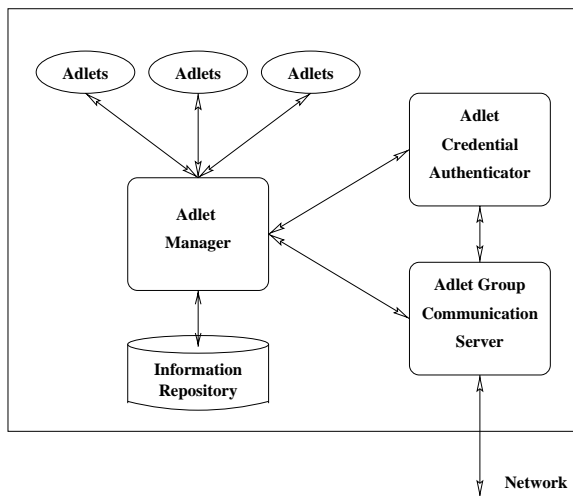 Adlets
Adlets
Adlets
Adlet
Credential
Authenticator
Adlet
Manager
Adlet Group
Communication
Server
Information
Repository
Network